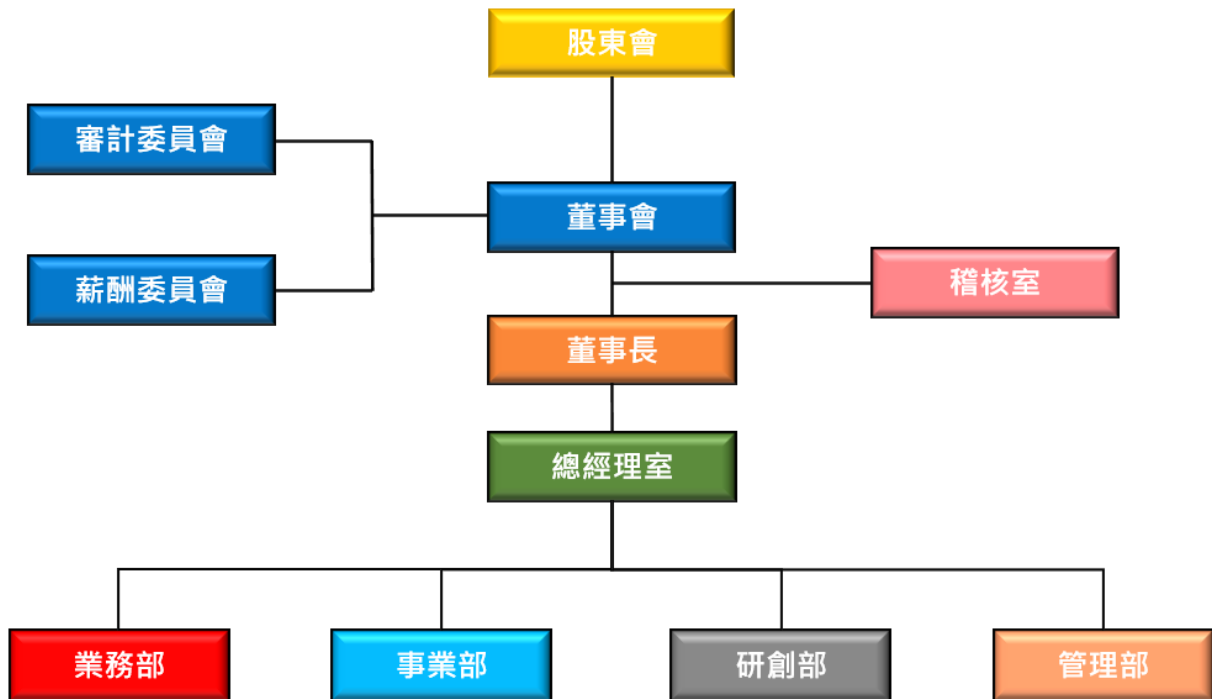 股東會
審計委員會
董事會
薪酬委員會
稽核室
董事長
總經理室
業務部
事業部
研創部
管理部